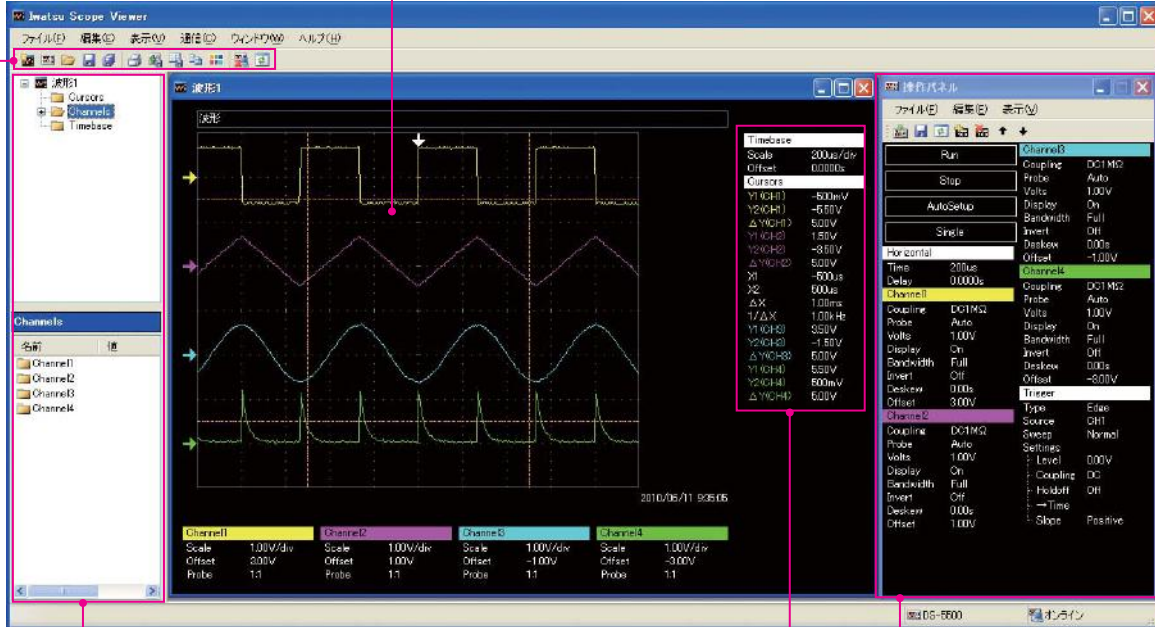 Iwatsu Scope Viewer
ファイル(F) 編集(E) 表示(V) 通信(C) ウィンドウ(W) ヘルプ(H)
波形1
Cursors
Channels
Timebase
Channels
名前 値
Channel1
Channel2
Channel3
Channel4
波形1
波形
Timebase
Scale 200us/div
Offset 0.0000s
Cursors
Y1(CH1) -500mV
Y2(CH1) -5.50V
△Y(CH1) 5.00V
Y1(CH2) 1.50V
Y2(CH2) -3.50V
△Y(CH2) 5.00V
X1 -500us
X2 500us
△X 1.00ms
1/△X 1.00kHz
Y1(CH3) 3.50V
Y2(CH3) -1.50V
△Y(CH3) 5.00V
Y1(CH4) 5.50V
Y2(CH4) 500mV
△Y(CH4) 5.00V
2010/06/11 9:35:05
Channel1
Scale 1.00V/div
Offset 3.00V
Probe 1:1
Channel2
Scale 1.00V/div
Offset 1.00V
Probe 1:1
Channel3
Scale 1.00V/div
Offset -1.00V
Probe 1:1
Channel4
Scale 1.00V/div
Offset -3.00V
Probe 1:1
操作パネル
ファイル(F) 編集(E) 表示(V)
Run
Stop
AutoSetup
Single
Horizontal
Time 200us
Delay 0.0000s
Channel1
Coupling DC1MΩ
Probe Auto
Volts 1.00V
Display On
Bandwidth Full
Invert Off
Deskew 0.00s
Offset 3.00V
Channel2
Coupling DC1MΩ
Probe Auto
Volts 1.00V
Display On
Bandwidth Full
Invert Off
Deskew 0.00s
Offset 1.00V
Channel3
Coupling DC1MΩ
Probe Auto
Volts 1.00V
Display On
Bandwidth Full
Invert Off
Deskew 0.00s
Offset -1.00V
Channel4
Coupling DC1MΩ
Probe Auto
Volts 1.00V
Display On
Bandwidth Full
Invert Off
Deskew 0.00s
Offset -3.00V
Trigger
Type Edge
Source CH1
Sweep Normal
Settings
Level 0.00V
Coupling DC
Holdoff Off
→Time
Slope Positive
DS-5500 オンライン